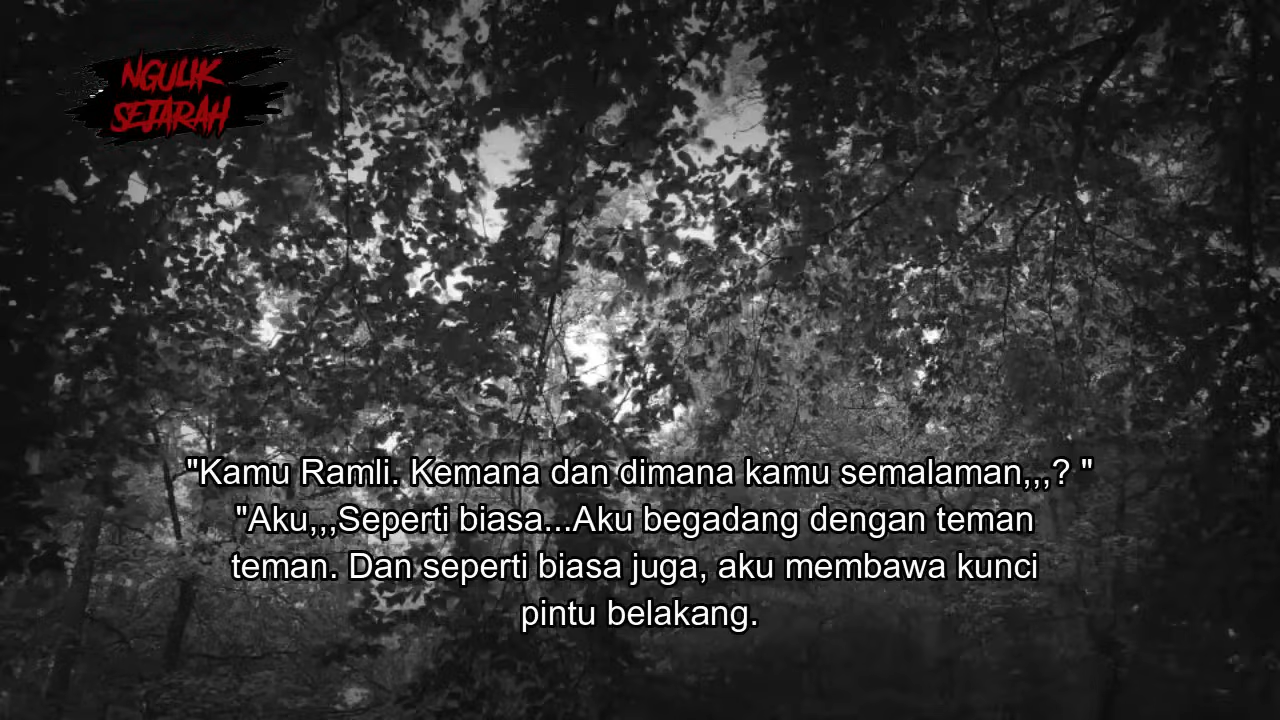 NGULIK
SEJARAH
"Kamu Ramli. Kemana dan dimana kamu semalaman,,,? "
"Aku,,,Seperti biasa...Aku begadang dengan teman
teman. Dan seperti biasa juga, aku membawa kunci
pintu belakang.